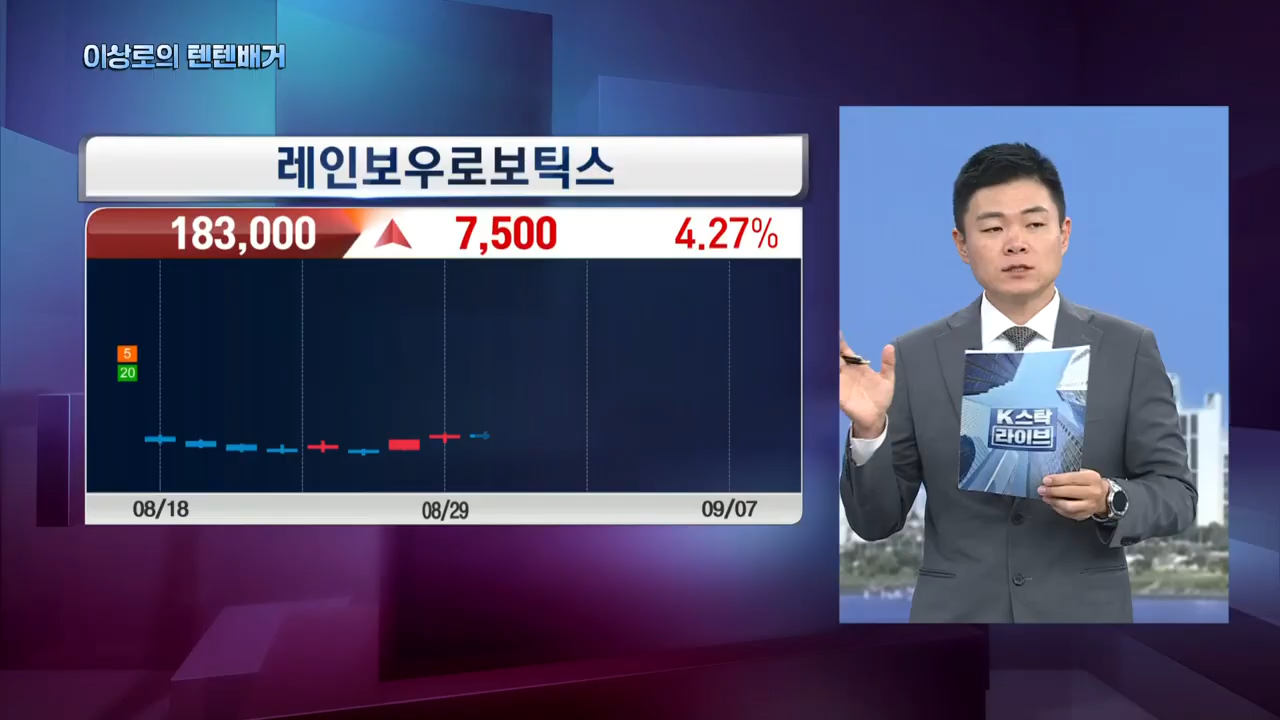 이상로의 텐텐배거
레인보우로보틱스
183,000 7,500 4.27%
5
20
08/18 08/29 09/07
K스탁
라이브